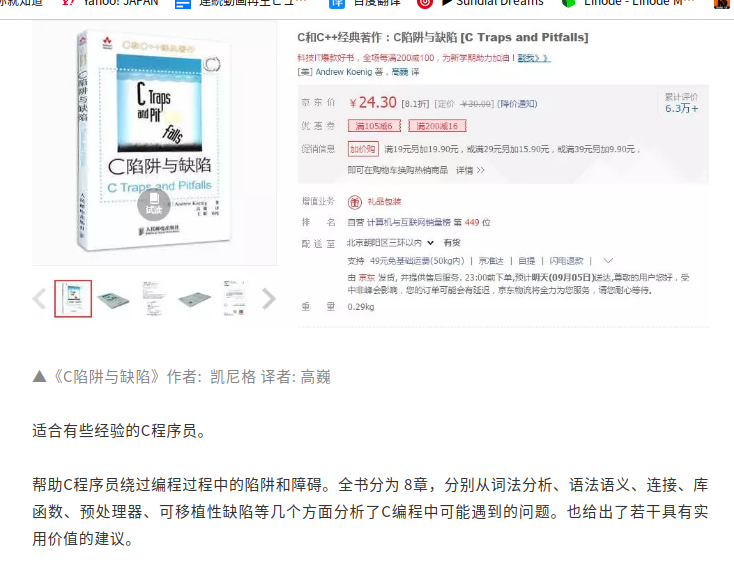 你就知道 Yahoo! JAPAN 百度翻译 Sundial Dreams Linode - Linode M…
C和C++经典著作：C陷阱与缺陷 [C Traps and Pitfalls]
科技IT爆款好书，全场每满200减100，为新学期助力加油！戳我》》
[美] Andrew Koenig 著，高巍 译
京 东 价 ￥24.30 [8.1折] [定价 ￥30.00] (降价通知)
累计评价
6.3万+
优 惠 券 满105减6 满200减16
促销信息 加价购 满19元另加19.90元，或满29元另加15.90元，或满39元另加9.90元，
即可在购物车换购热销商品 详情 >>
增值业务 礼品包装
排 名 自营 计算机与互联网销量榜 第 449 位
配 送 至 北京朝阳区三环以内 有货
支持 49元免基础运费(50kg内) | 京准达 | 自提 | 闪电退款 |
由 京东 发货, 并提供售后服务. 23:00前下单,预计明天(09月05日)送达,尊敬的用户您好，受
中非峰会影响，您的订单可能会有延迟，京东物流将全力为您服务，请您耐心等待。
重 量 0.29kg
C和C++经典著作
C陷阱与缺陷
C Traps
and Pit
falls
C陷阱与缺陷
C Traps and Pitfalls
试读
Andrew Koenig 著
人民邮电出版社
人民邮电出版社
▲《C陷阱与缺陷》作者: 凯尼格 译者: 高巍
适合有些经验的C程序员。
帮助C程序员绕过编程过程中的陷阱和障碍。全书分为 8章，分别从词法分析、语法语义、连接、库
函数、预处理器、可移植性缺陷等几个方面分析了C编程中可能遇到的问题。也给出了若干具有实
用价值的建议。